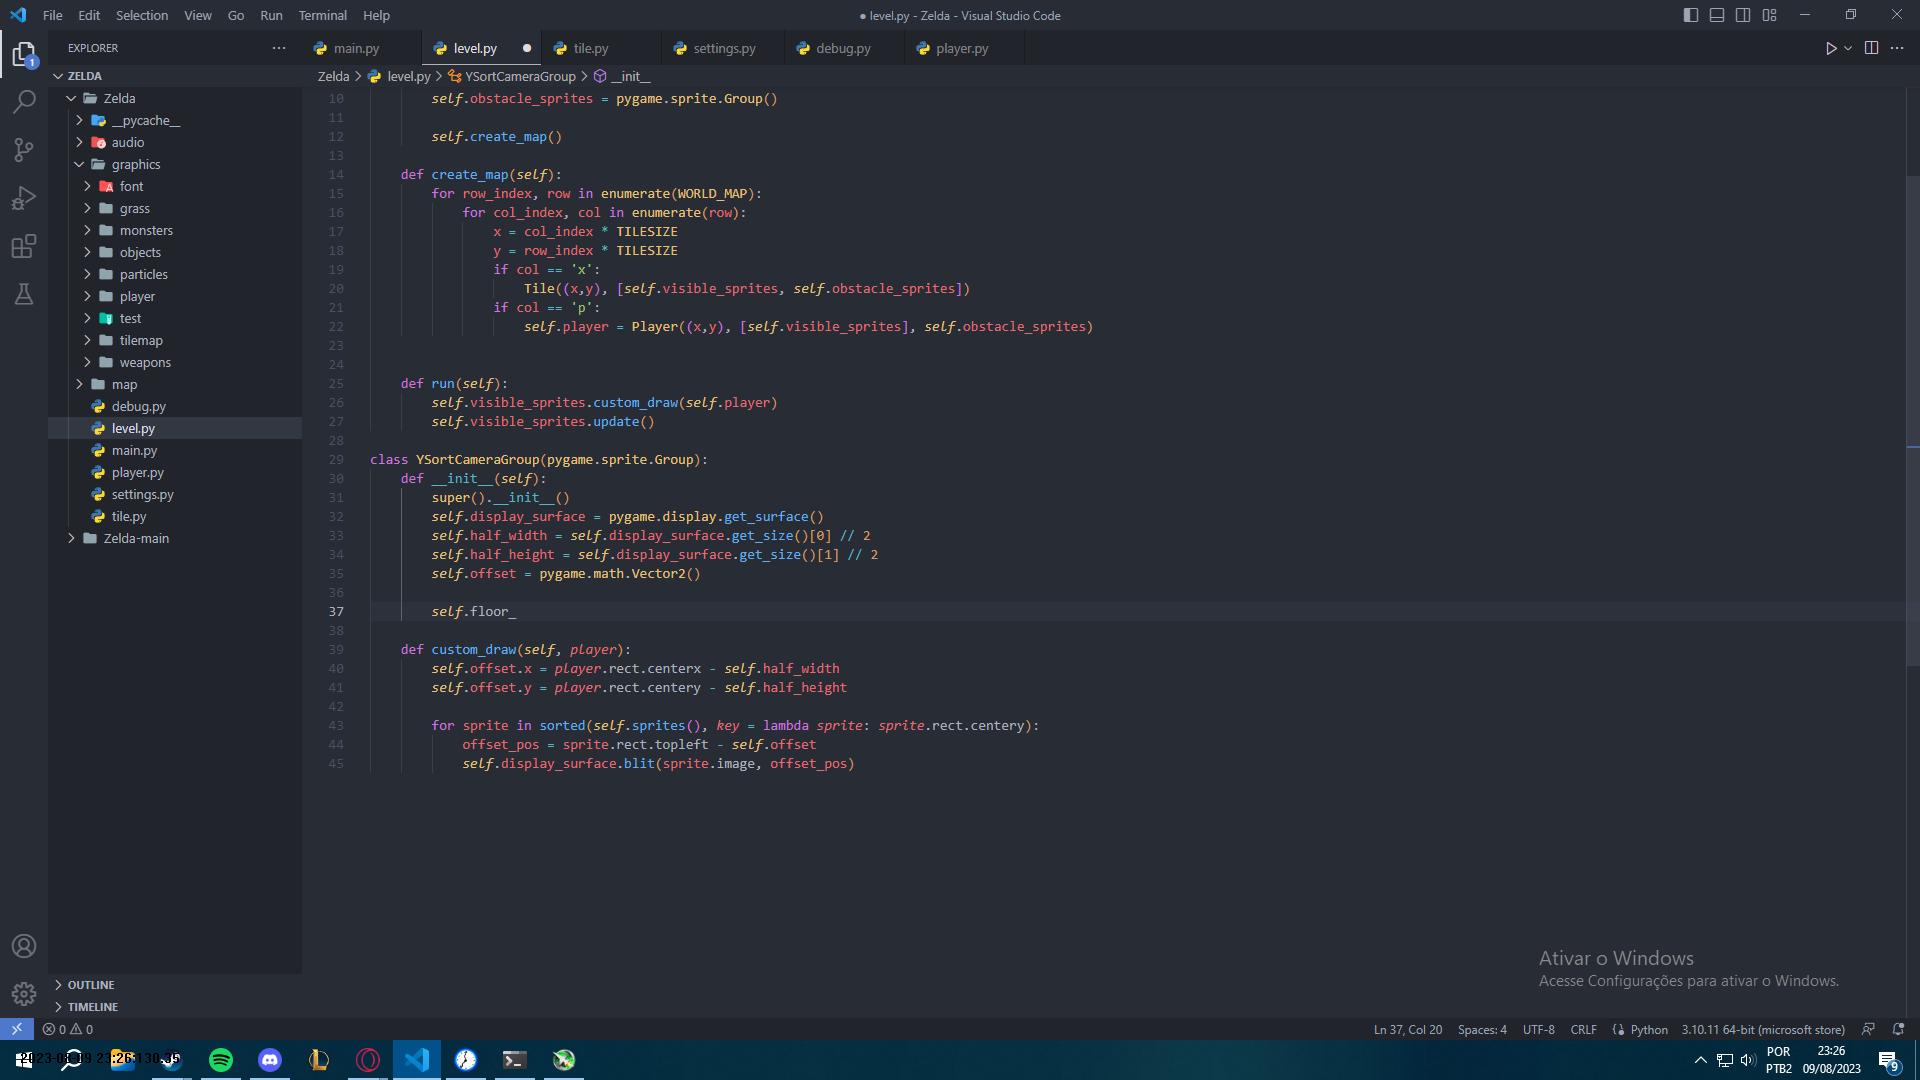 File Edit Selection View Go Run Terminal Help
● level.py - Zelda - Visual Studio Code
EXPLORER
main.py
level.py
tile.py
settings.py
debug.py
player.py
ZELDA
Zelda > level.py > YSortCameraGroup > __init__
Zelda
__pycache__
audio
graphics
font
grass
monsters
objects
particles
player
test
tilemap
weapons
map
debug.py
level.py
main.py
player.py
settings.py
tile.py
Zelda-main
OUTLINE
TIMELINE
10 self.obstacle_sprites = pygame.sprite.Group()
11
12 self.create_map()
13
14 def create_map(self):
15 for row_index, row in enumerate(WORLD_MAP):
16 for col_index, col in enumerate(row):
17 x = col_index * TILESIZE
18 y = row_index * TILESIZE
19 if col == 'x':
20 Tile((x,y), [self.visible_sprites, self.obstacle_sprites])
21 if col == 'p':
22 self.player = Player((x,y), [self.visible_sprites], self.obstacle_sprites)
23
24
25 def run(self):
26 self.visible_sprites.custom_draw(self.player)
27 self.visible_sprites.update()
28
29 class YSortCameraGroup(pygame.sprite.Group):
30 def __init__(self):
31 super().__init__()
32 self.display_surface = pygame.display.get_surface()
33 self.half_width = self.display_surface.get_size()[0] // 2
34 self.half_height = self.display_surface.get_size()[1] // 2
35 self.offset = pygame.math.Vector2()
36
37 self.floor_
38
39 def custom_draw(self, player):
40 self.offset.x = player.rect.centerx - self.half_width
41 self.offset.y = player.rect.centery - self.half_height
42
43 for sprite in sorted(self.sprites(), key = lambda sprite: sprite.rect.centery):
44 offset_pos = sprite.rect.topleft - self.offset
45 self.display_surface.blit(sprite.image, offset_pos)
Ativar o Windows
Acesse Configurações para ativar o Windows.
1
0 0
Ln 37, Col 20 Spaces: 4 UTF-8 CRLF Python 3.10.11 64-bit (microsoft store)
POR
PTB2
23:26
09/08/2023
9